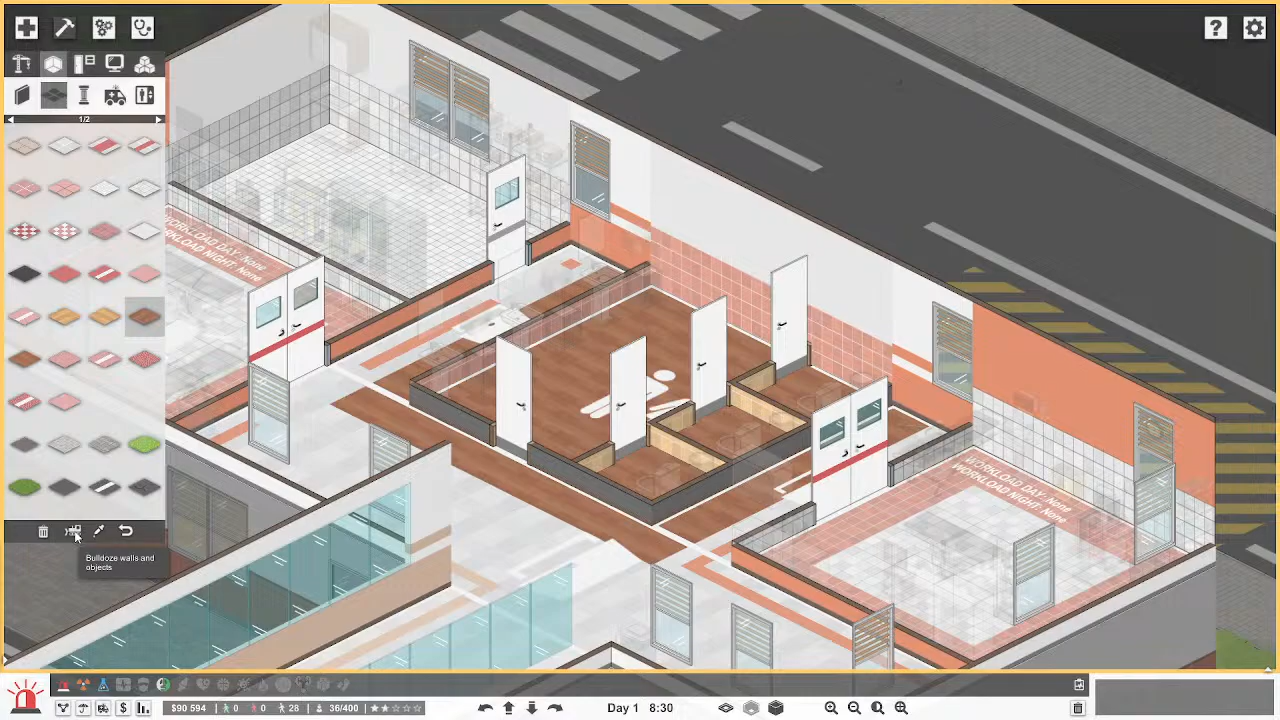 1/2
WORKLOAD DAY: None
WORKLOAD NIGHT: None
WORKLOAD DAY: None
WORKLOAD NIGHT: None
Bulldoze walls and
objects
$90 594
0
0
28
36/400
Day 1
8:30
?
$